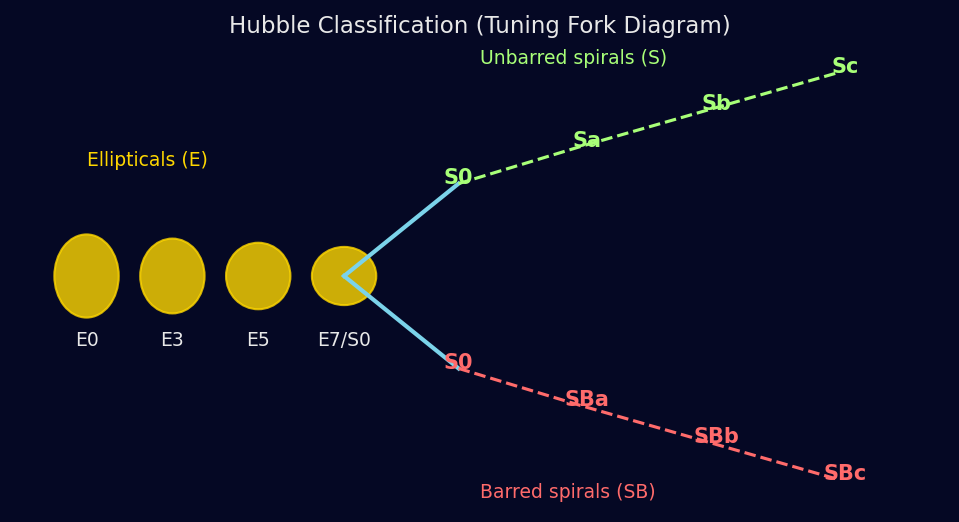 Hubble Classification (Tuning Fork Diagram)
Unbarred spirals (S)
Sc
Sb
Sa
Ellipticals (E)
S0
E0
E3
E5
E7/S0
S0
SBa
SBb
SBc
Barred spirals (SB)